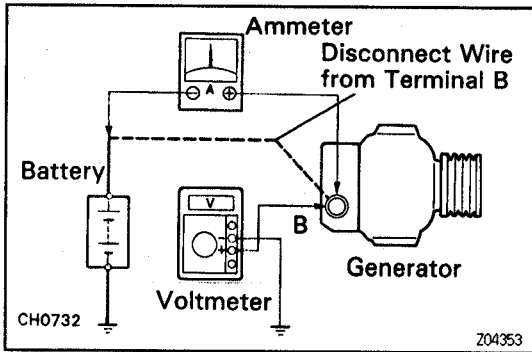 Ammeter
Disconnect Wire
from Terminal B
A
Battery
V
B
Generator
Voltmeter
CH0732
Z04353